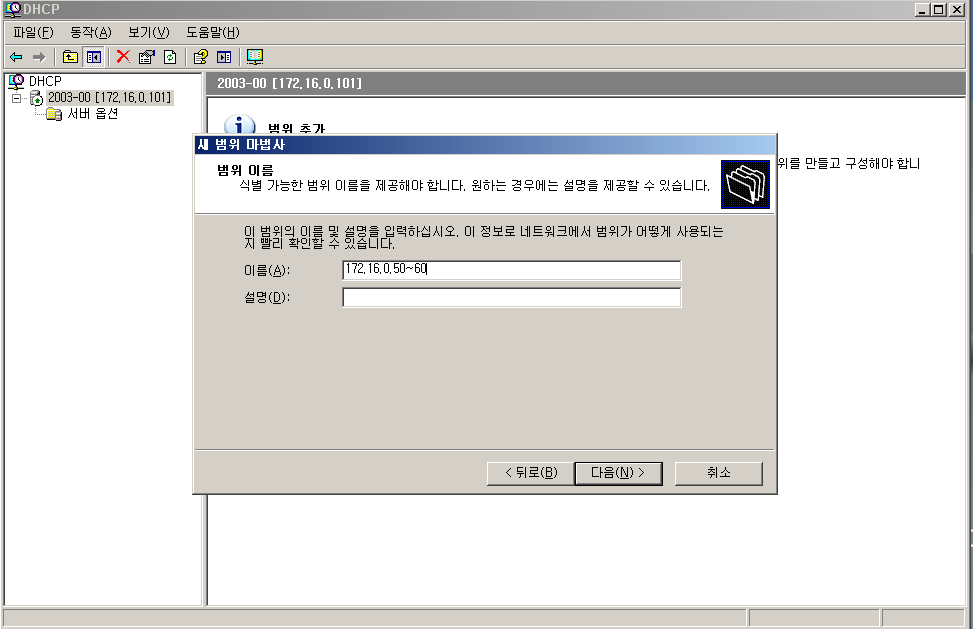 DHCP
파일(F) 동작(A) 보기(V) 도움말(H)
DHCP
2003-00 [172.16.0.101]
서버 옵션
2003-00 [172.16.0.101]
범위 추가
위를 만들고 구성해야 합니
새 범위 마법사
범위 이름
식별 가능한 범위 이름을 제공해야 합니다. 원하는 경우에는 설명을 제공할 수 있습니다.
이 범위의 이름 및 설명을 입력하십시오. 이 정보로 네트워크에서 범위가 어떻게 사용되는
지 빨리 확인할 수 있습니다.
이름(A): 172.16.0.50~60
설명(D):
< 뒤로(B) 다음(N) > 취소